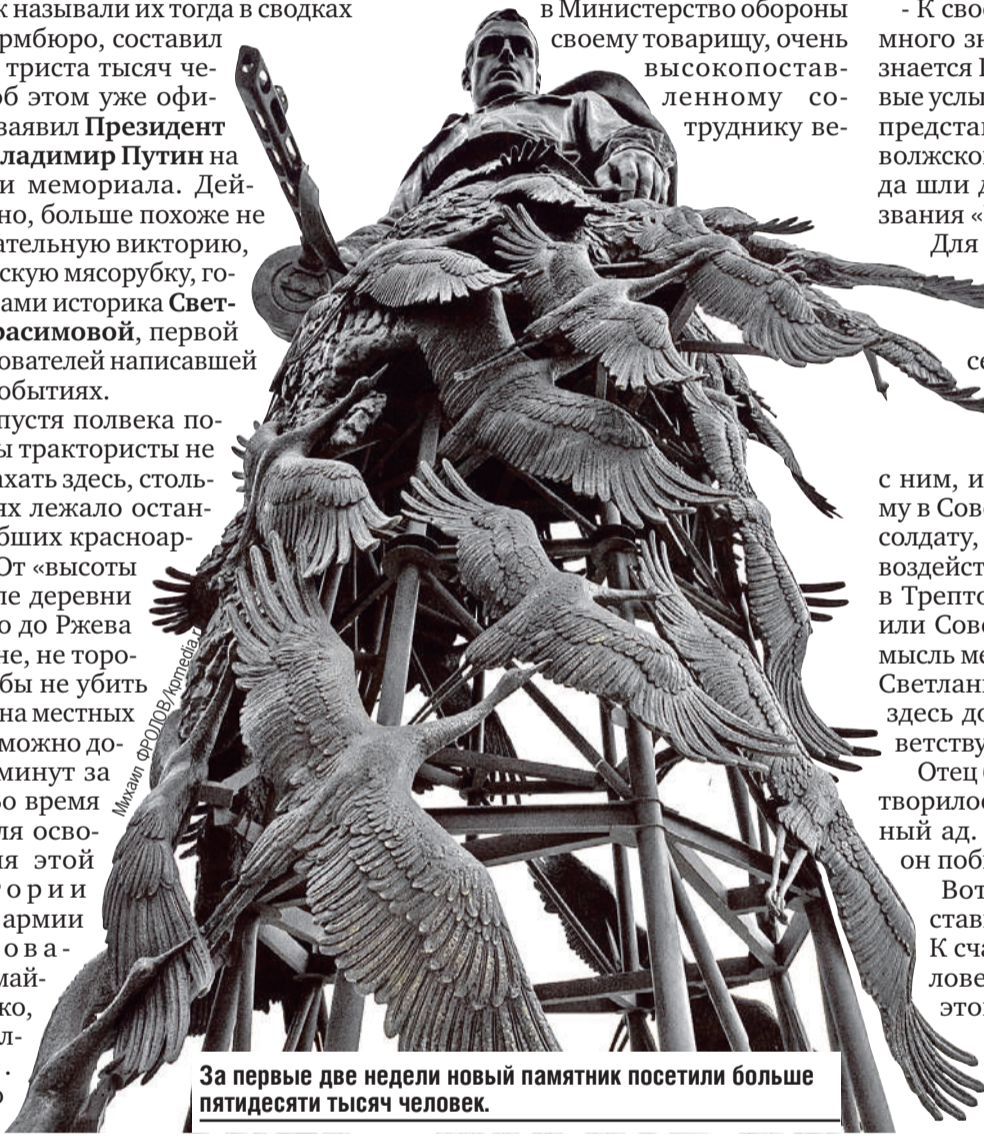 к называли их тогда в сводках
рмбюро, составил
триста тысяч че-
об этом уже офи-
заявил Президент
ладимир Путин на
и мемориала. Дей-
но, больше похоже не
ательную викторию,
скую мясорубку, го-
ами историка Свет-
расимовой, первой
ователей написавшей
обытиях.
пустя полвека по-
ы трактористы не
ахать здесь, столь-
ях лежало остан-
бших красноар-
От «высоты
ле деревни
о до Ржева
не, не торо-
бы не убить
на местных
можно до-
минут за
Во время
ля осво-
ия этой
тории
армии
ова-
май-
ко,
л-
.
в Министерство обороны
своему товарищу, очень
высокопостав-
ленному со-
труднику ве-
- К сво
много зн
знается
вые услы
предста
волжско
да шли д
звания «
Для
се
с ним, и
му в Сов
солдату,
воздейст
в Трепто
или Сов
мысль ме
Светлан
здесь до
ветству
Отец
творило
ный ад.
он поб
Вот
став
К сча
лове
это
Михаил ФРОЛОВ/kpmedia.r
За первые две недели новый памятник посетили больше
пятидесяти тысяч человек.